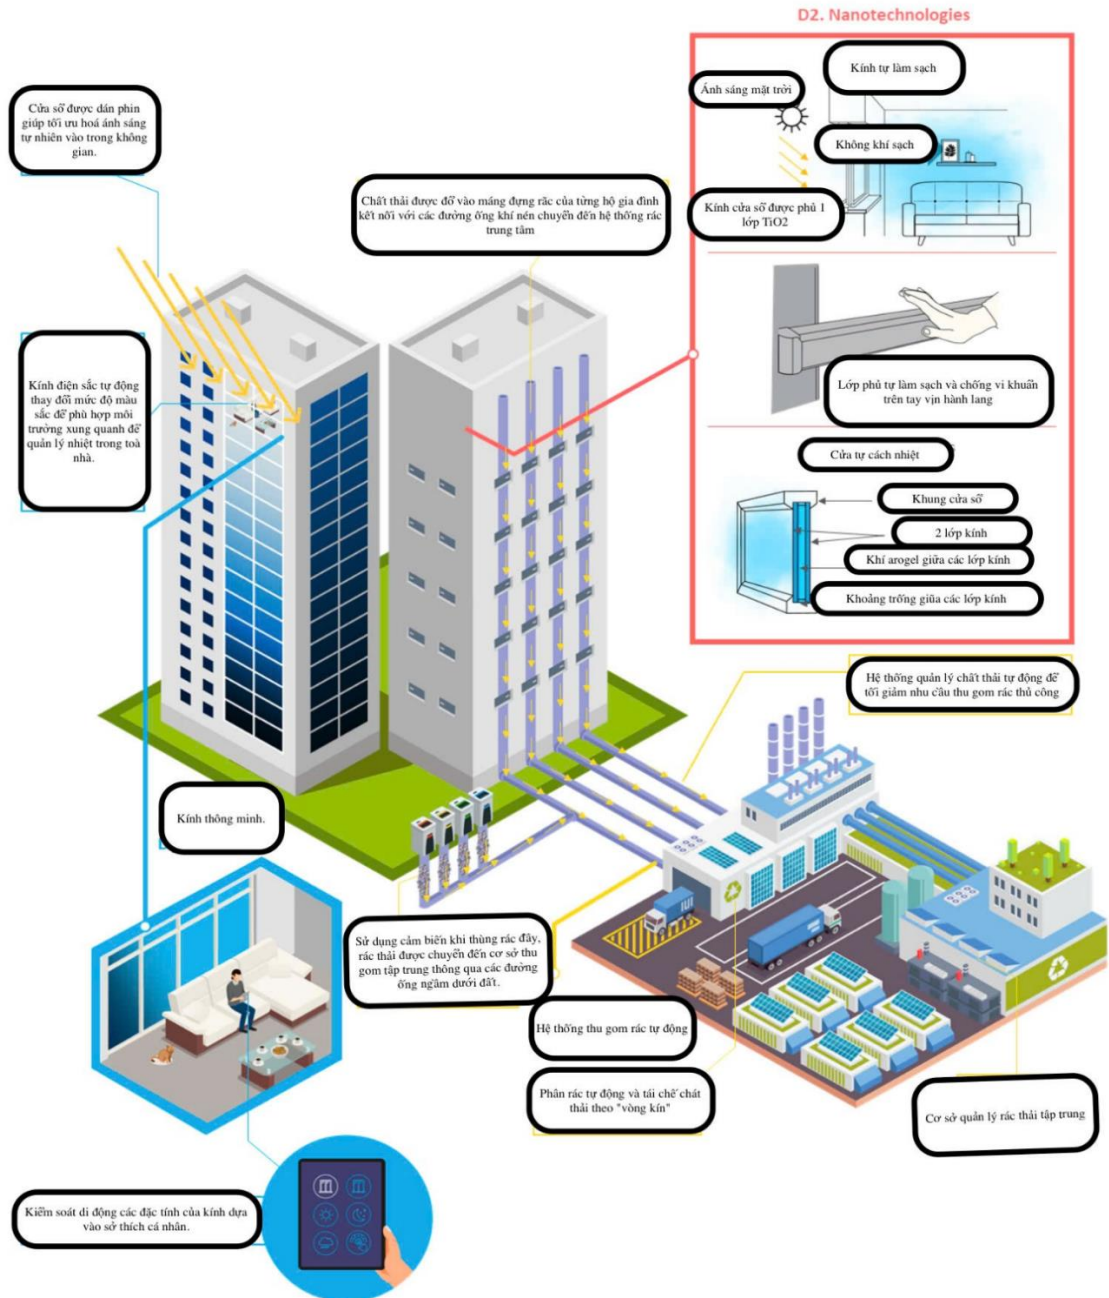 D2. Nanotechnologies
Kính tự làm sạch
Ánh sáng mặt trời
Không khí sạch
Kính cửa sổ được phủ 1
lớp TiO2
Cửa sổ được dán phin
giúp tối ưu hoá ánh sáng
tự nhiên vào trong không
gian.
Chất thải được đổ vào máng đựng rác của từng hộ gia đình
kết nối với các đường ống khí nén chuyển đến hệ thống rác
trung tâm
Kính điện sắc tự động
thay đổi mức độ màu
sắc để phù hợp môi
trường xung quanh để
quản lý nhiệt trong toà
nhà.
Lớp phủ tự làm sạch và chống vi khuẩn
trên tay vịn hành lang
Cửa tự cách nhiệt
Khung cửa sổ
2 lớp kính
Khí arogel giữa các lớp kính
Khoảng trống giữa các lớp kính
Hệ thống quản lý chất thải tự động để
tối giảm nhu cầu thu gom rác thủ công
Kính thông minh.
Sử dụng cảm biến khi thùng rác đầy,
rác thải được chuyển đến cơ sở thu
gom tập trung thông qua các đường
ống ngầm dưới đất.
Hệ thống thu gom rác tự động
Phân rác tự động và tái chế chát
thải theo "vòng kín"
Cơ sở quản lý rác thải tập trung
Kiểm soát di động các đặc tính của kính dựa
vào sở thích cá nhân.